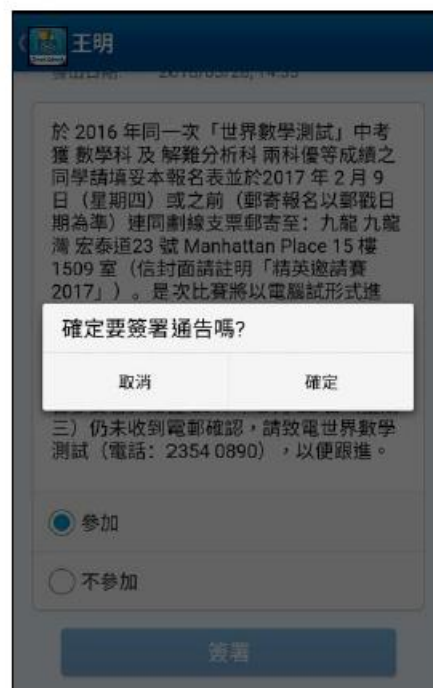 王明
於 2016 年同一次「世界數學測試」中考
獲 數學科 及 解難分析科 兩科優等成績之
同學請填妥本報名表並於2017 年 2 月 9
日（星期四）或之前（郵寄報名以郵戳日
期為準）連同劃線支票郵寄至：九龍 九龍
灣 宏泰道23 號 Manhattan Place 15 樓
1509 室（信封面請註明「精英邀請賽
2017」）。是次比賽將以電腦試形式進
確定要簽署通告嗎?
取消
確定
三）仍未收到電郵確認，請致電世界數學
測試（電話：2354 0890），以便跟進。
參加
不參加
簽署